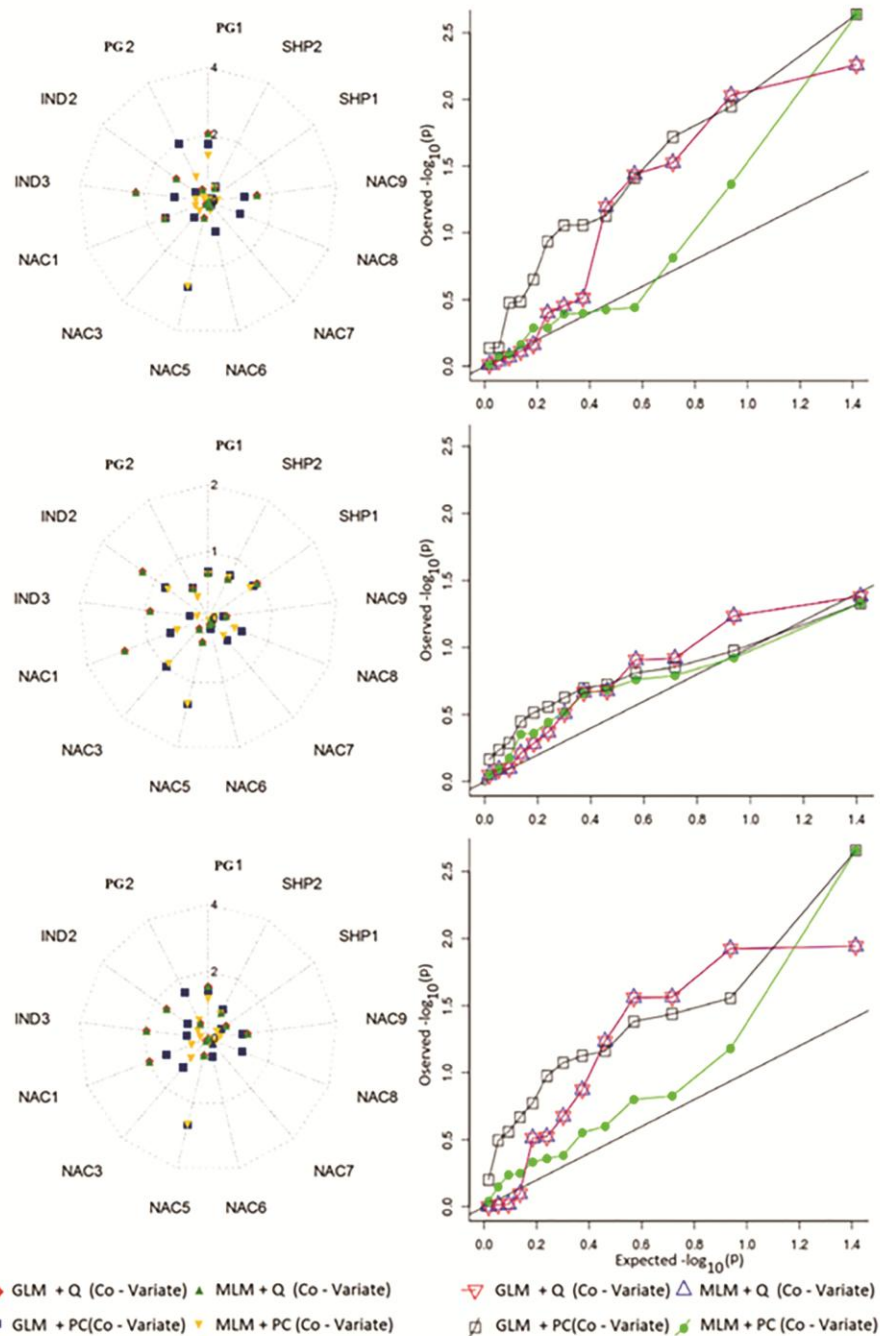 PG1
PG2
SHP2
IND2
SHP1
IND3
NAC9
NAC1
NAC8
NAC3
NAC7
NAC5
NAC6
4
2
Oserved -log10(p)
2.5
2.0
1.5
1.0
0.5
0.0
0.0 0.2 0.4 0.6 0.8 1.0 1.2 1.4
PG1
PG2
SHP2
IND2
SHP1
IND3
NAC9
NAC1
NAC8
NAC3
NAC7
NAC5
NAC6
2
1
0
Oserved -log10(p)
2.5
2.0
1.5
1.0
0.5
0.0
0.0 0.2 0.4 0.6 0.8 1.0 1.2 1.4
PG1
PG2
SHP2
IND2
SHP1
IND3
NAC9
NAC1
NAC8
NAC3
NAC7
NAC5
NAC6
4
2
0
Oserved -log10(p)
2.5
2.0
1.5
1.0
0.5
0.0
0.0 0.2 0.4 0.6 0.8 1.0 1.2 1.4
Expected -log10(p)
GLM + Q (Co - Variate) MLM + Q (Co - Variate)
GLM + PC(Co - Variate) MLM + PC (Co - Variate)
GLM + Q (Co - Variate) MLM + Q (Co - Variate)
GLM + PC(Co - Variate) MLM + PC (Co - Variate)